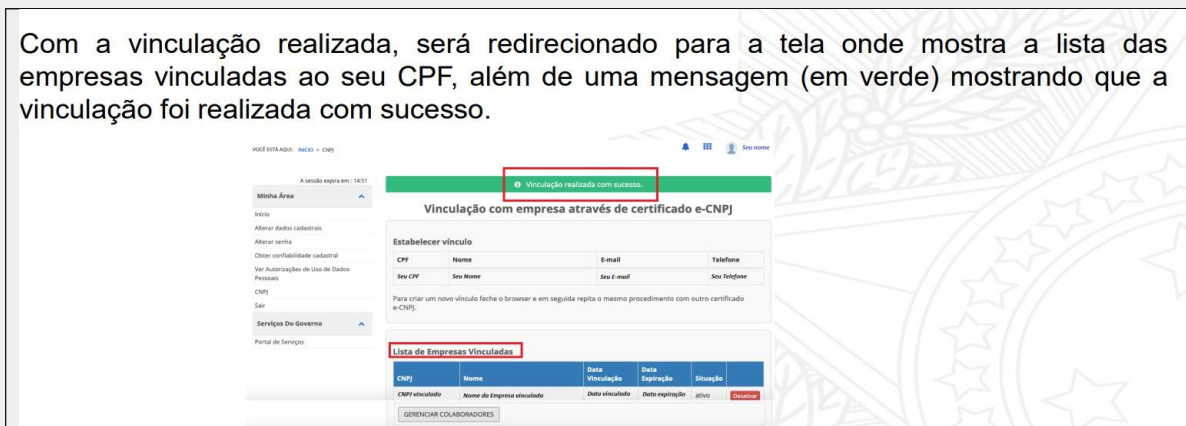 Com a vinculação realizada, será redirecionado para a tela onde mostra a lista das
empresas vinculadas ao seu CPF, além de uma mensagem (em verde) mostrando que a
vinculação foi realizada com sucesso.
VOCÊ ESTÁ AQUI: INICIO > CNPJ
Seu nome
A sessão expira em : 14:51
Minha Área
Início
Alterar dados cadastrais
Alterar senha
Obter confiabilidade cadastral
Ver Autorizações de Uso de Dados
Pessoais
CNPJ
Sair
Serviços Do Governo
Portal de Serviços
Vinculação realizada com sucesso.
Vinculação com empresa através de certificado e-CNPJ
Estabelecer vínculo
CPF Nome E-mail Telefone
Seu CPF Seu Nome Seu E-mail Seu Telefone
Para criar um novo vínculo feche o browser e em seguida repita o mesmo procedimento com outro certificado
e-CNPJ.
Lista de Empresas Vinculadas
CNPJ Nome Data Vinculação Data Expiração Situação
CNPJ vinculado Nome da Empresa vinculada Data vinculado Data expiração ativo Desativar
GERENCIAR COLABORADORES